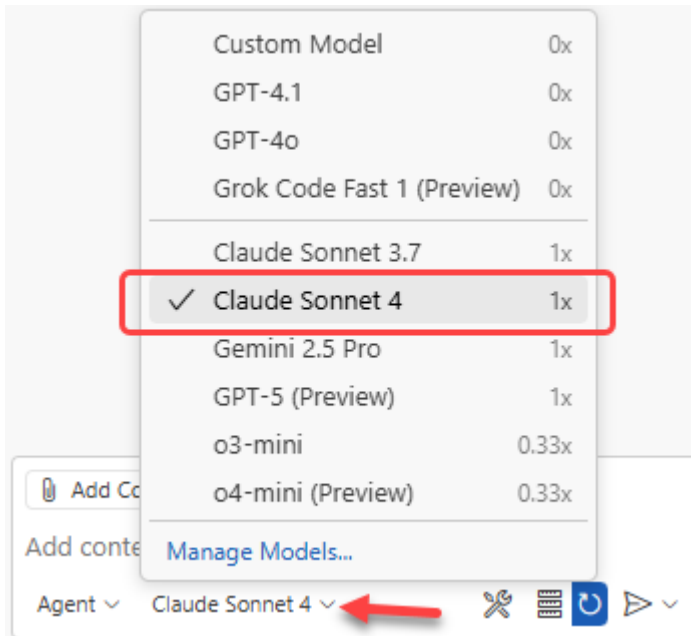 Custom Model 0x
GPT-4.1 0x
GPT-4o 0x
Grok Code Fast 1 (Preview) 0x
Claude Sonnet 3.7 1x
Claude Sonnet 4 1x
Gemini 2.5 Pro 1x
GPT-5 (Preview) 1x
o3-mini 0.33x
Add Co
o4-mini (Preview) 0.33x
Add conte
Manage Models...
Agent Claude Sonnet 4